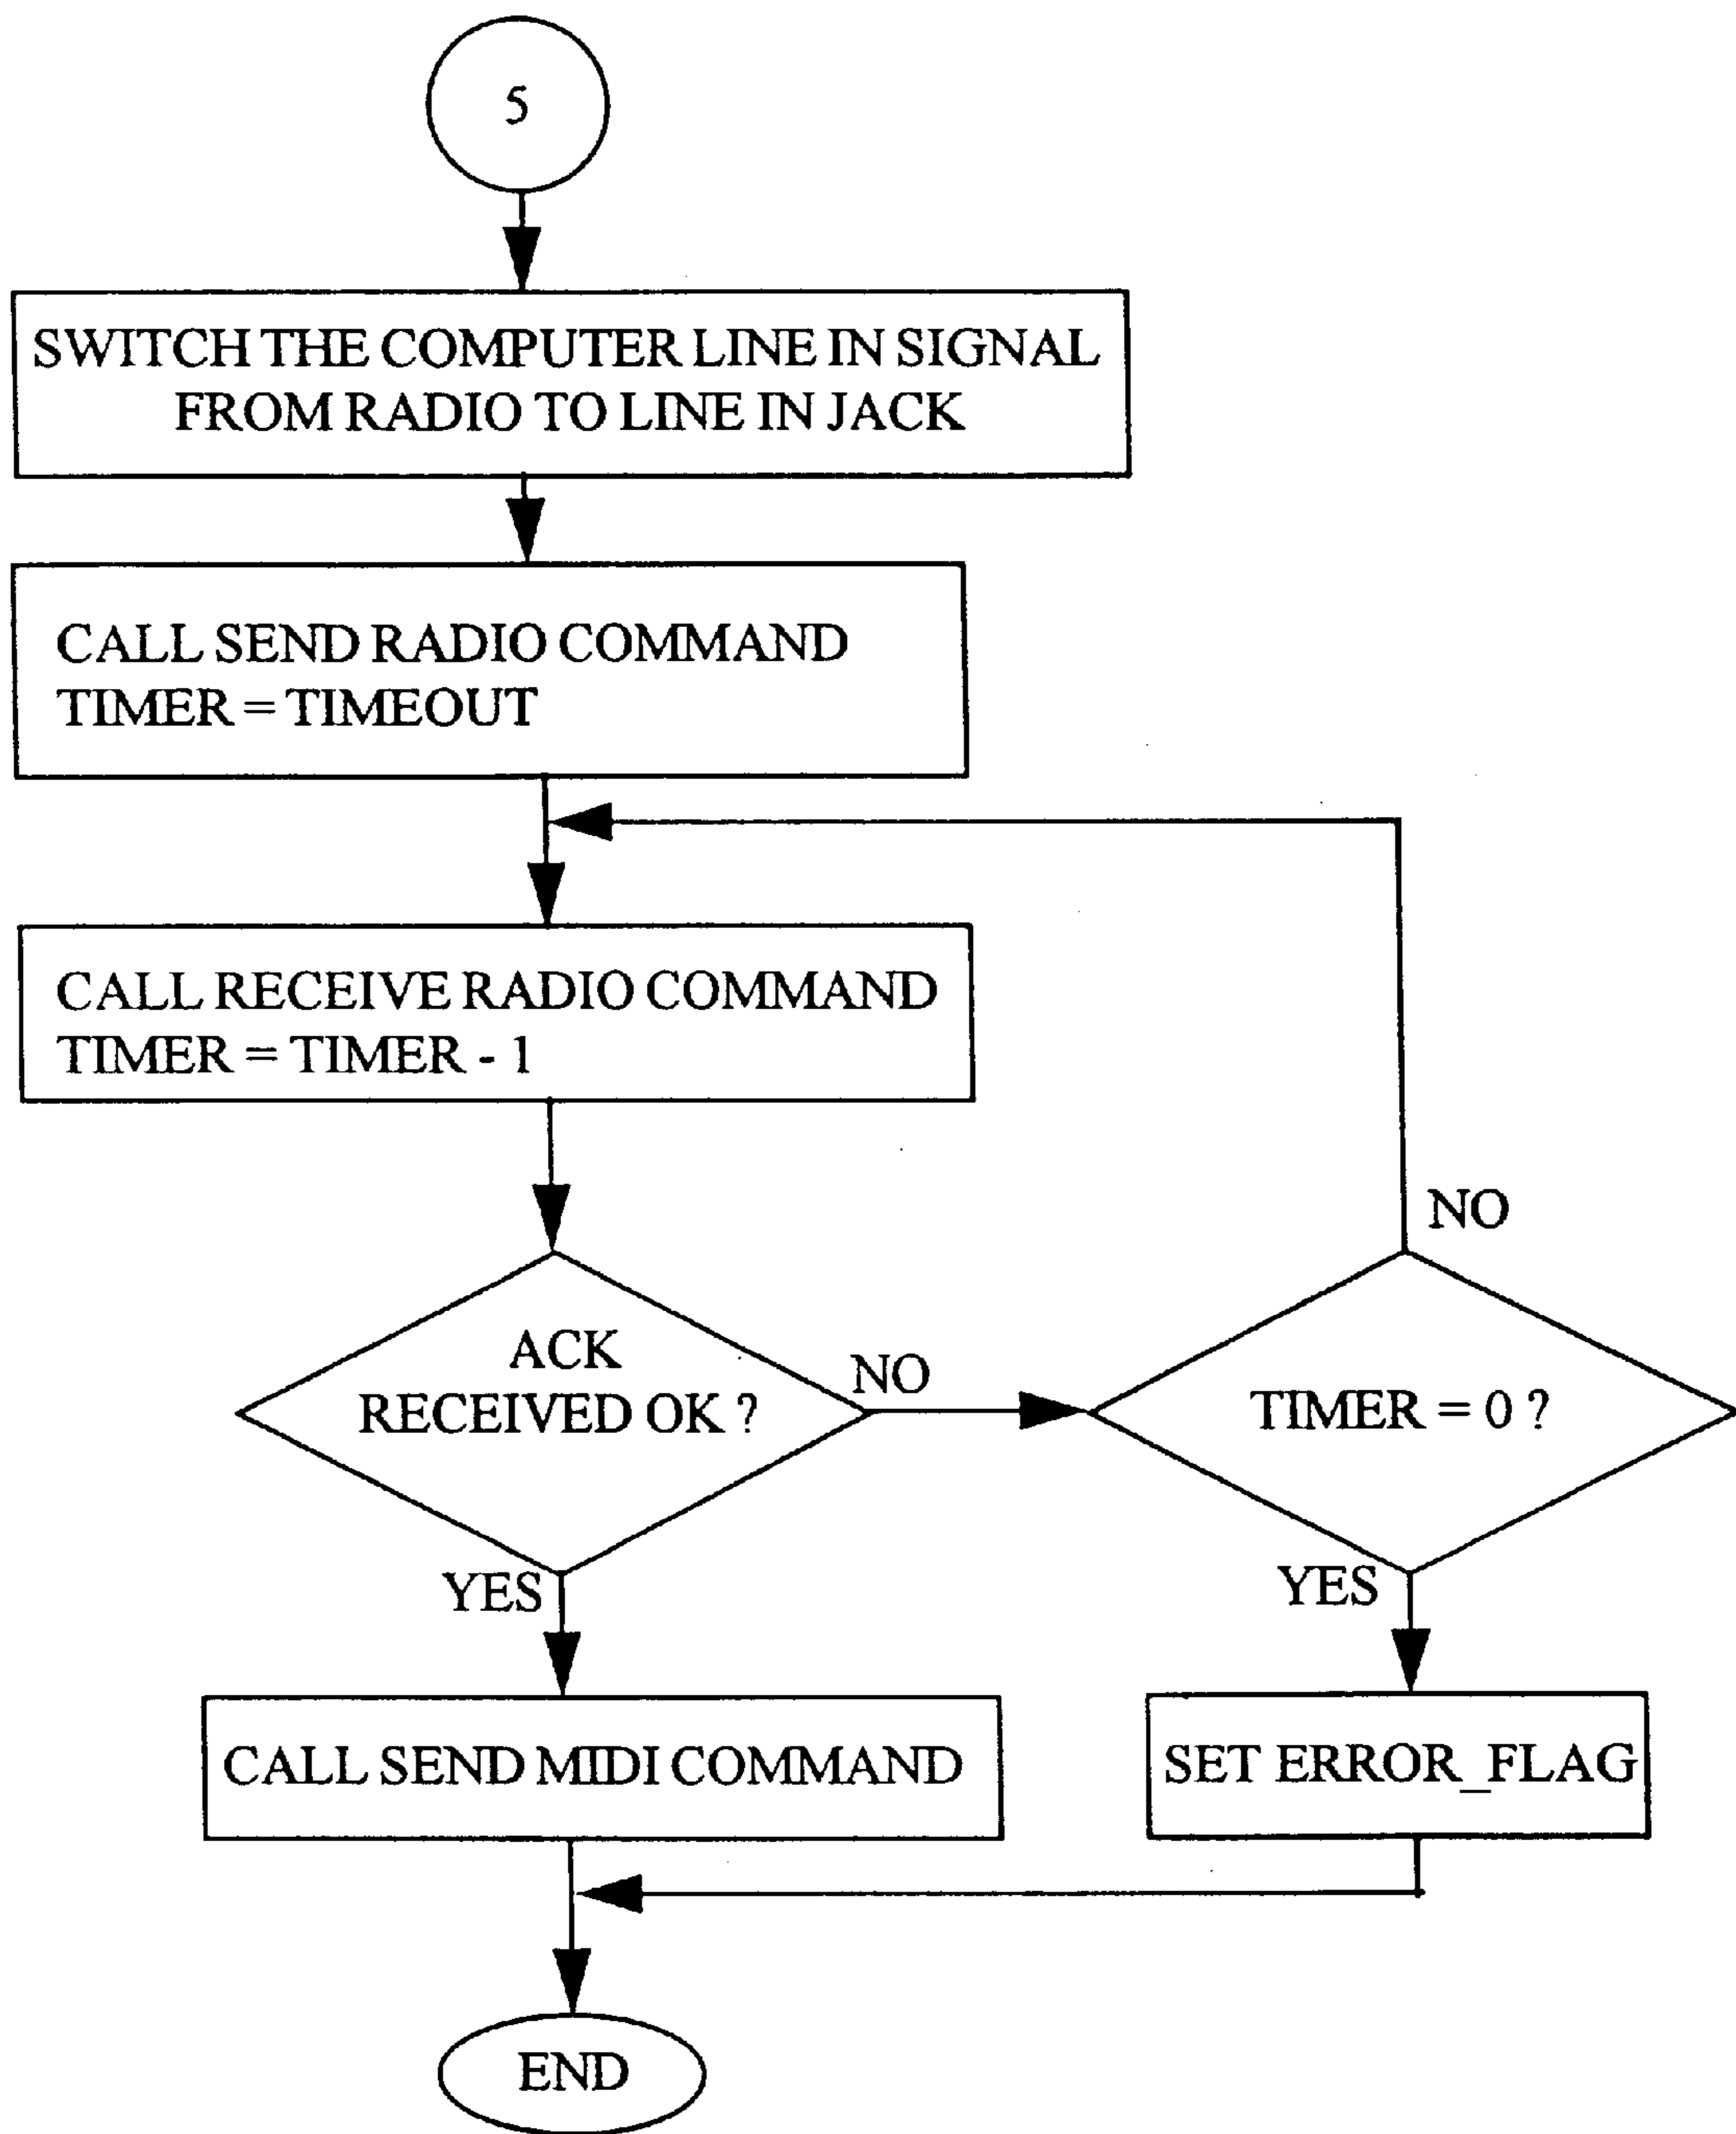 5
SWITCH THE COMPUTER LINE IN SIGNAL
FROM RADIO TO LINE IN JACK
CALL SEND RADIO COMMAND
TIMER = TIMEOUT
CALL RECEIVE RADIO COMMAND
TIMER = TIMER - 1
NO
ACK
RECEIVED OK ?
NO
TIMER = 0 ?
YES
YES
CALL SEND MIDI COMMAND
SET ERROR_FLAG
END